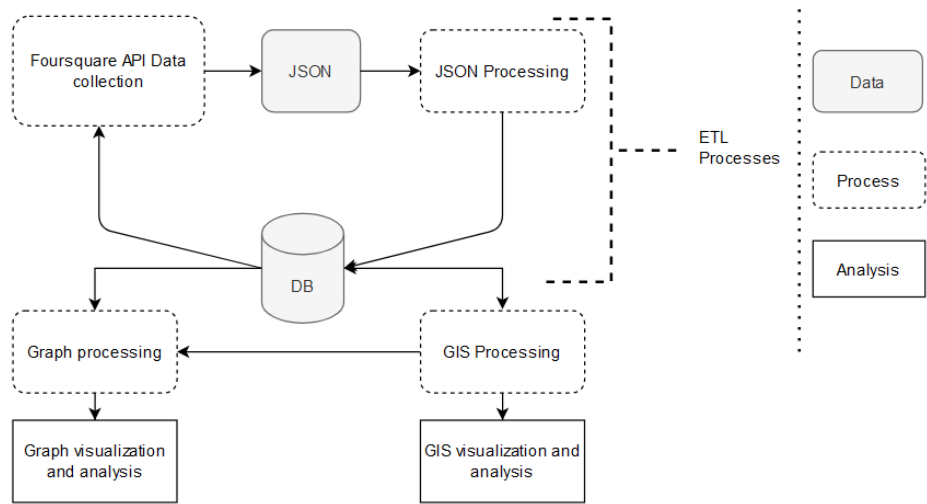 Foursquare API Data
collection
JSON
JSON Processing
ETL
Processes
Data
Process
Analysis
DB
Graph processing
GIS Processing
Graph visualization
and analysis
GIS visualization and
analysis